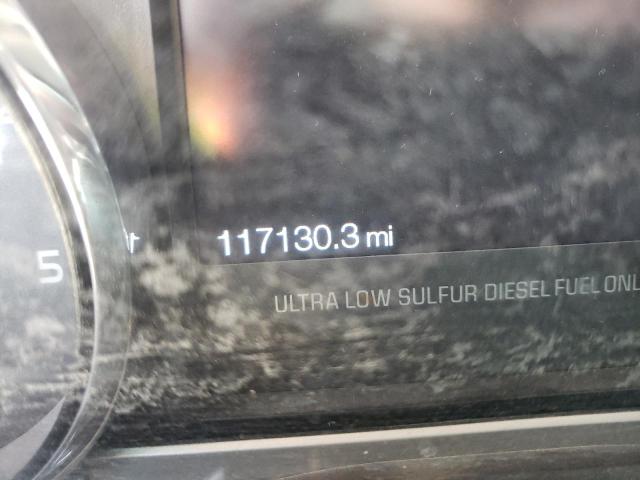 117130.3 mi
5
ULTRA LOW SULFUR DIESEL FUEL ONL